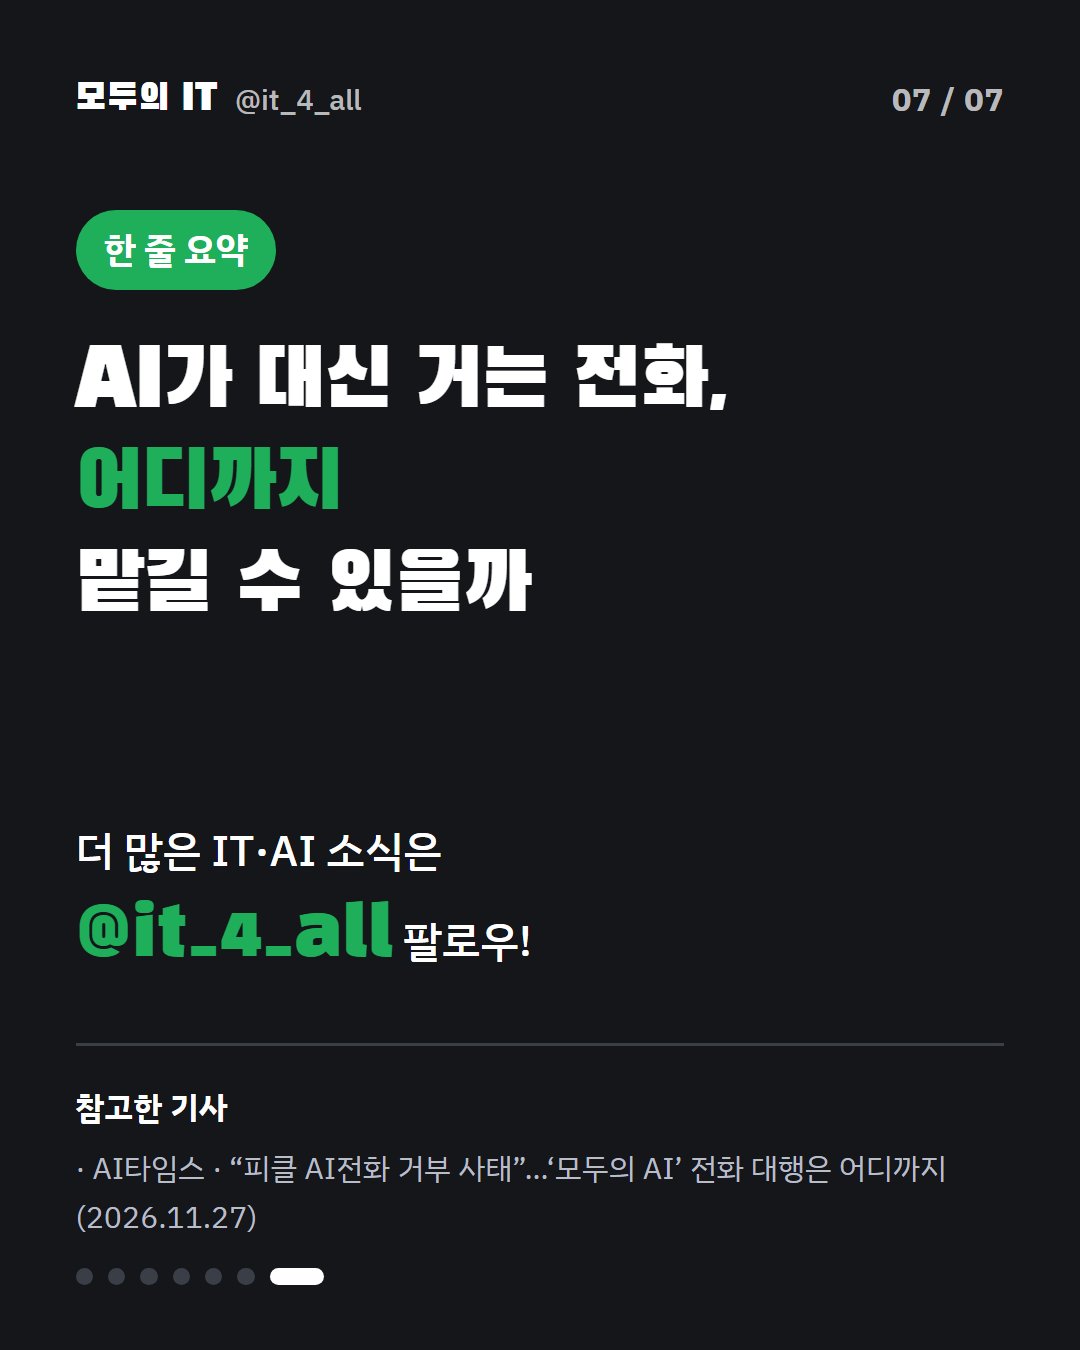 모두의 IT @it_4_all
07 / 07
한 줄 요약
AI가 대신 거는 전화,
어디까지
맡길 수 있을까
더 많은 IT·AI 소식은
@it_4_all 팔로우!
참고한 기사
· AI타임스 · “피클 AI전화 거부 사태”…‘모두의 AI’ 전화 대행은 어디까지
(2026.11.27)